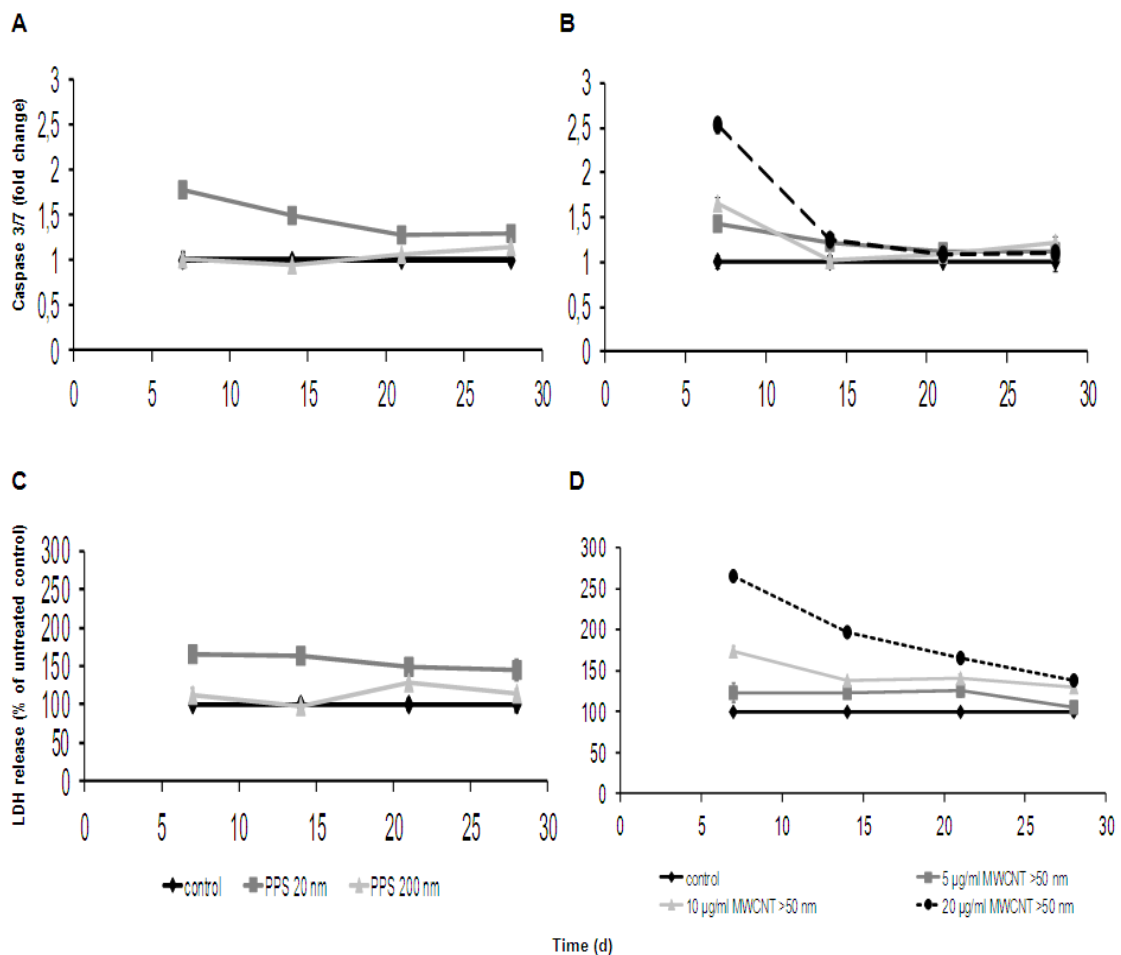 A
B
Caspase 3/7 (fold change)
3
2,5
2
1,5
1
0,5
0
0 5 10 15 20 25 30
3
2,5
2
1,5
1
0,5
0
0 5 10 15 20 25 30
C
D
LDH release (% of untreated control)
300
250
200
150
100
50
0
0 5 10 15 20 25 30
300
250
200
150
100
50
0
0 5 10 15 20 25 30
control PPS 20 nm PPS 200 nm
control 5 µg/ml MWCNT >50 nm
10 µg/ml MWCNT >50 nm 20 µg/ml MWCNT >50 nm
Time (d)